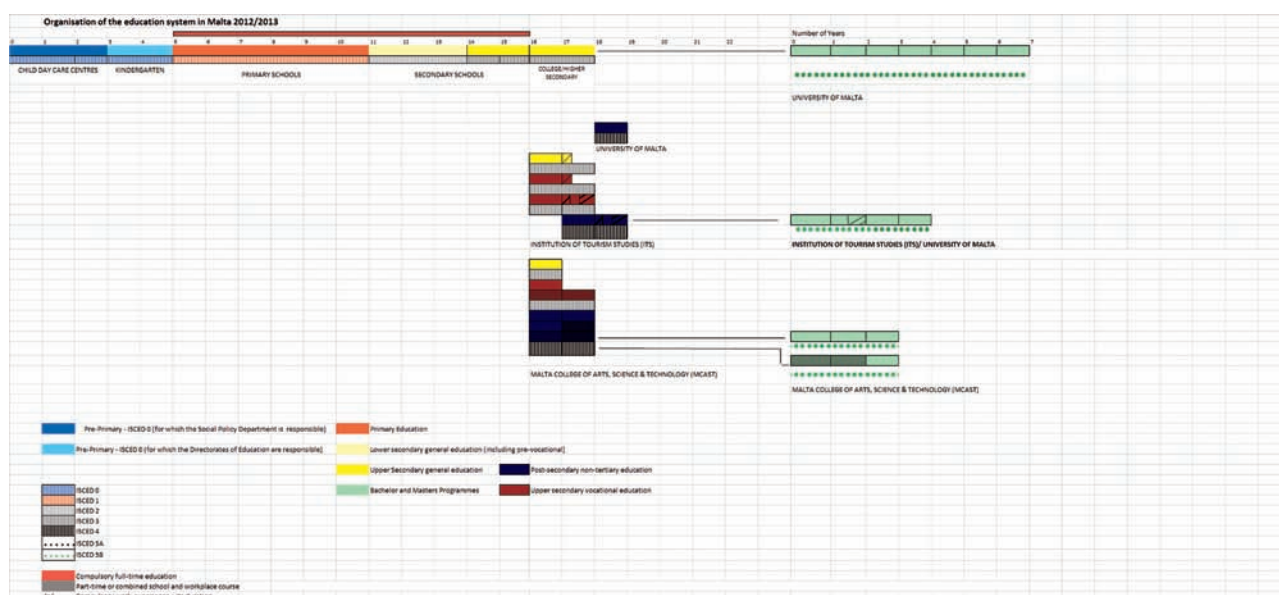 Organisation of the education system in Malta 2012/2013
Number of Years
0 1 2 3 4 5 6 7 8 9 10 11 12 13 14 15 16 17 18 19 20 21 22 0 1 2 3 4 5 6 7
CHILD DAY CARE CENTRES KINDERGARTEN PRIMARY SCHOOLS SECONDARY SCHOOLS COLLEGE/HIGHER
SECONDARY
UNIVERSITY OF MALTA
UNIVERSITY OF MALTA
INSTITUTION OF TOURISM STUDIES (ITS) INSTITUTION OF TOURISM STUDIES (ITS)/ UNIVERSITY OF MALTA
MALTA COLLEGE OF ARTS, SCIENCE & TECHNOLOGY (MCAST)
MALTA COLLEGE OF ARTS, SCIENCE & TECHNOLOGY (MCAST)
Pre-Primary - ISCED 0 (for which the Social Policy Department is responsible) Primary Education
Pre-Primary - ISCED 0 (for which the Directorates of Education are responsible) Lower secondary general education (including pre-vocational)
Upper Secondary general education Post-secondary non-tertiary education
Bachelor and Masters Programmes Upper secondary vocational education
ISCED 0
ISCED 1
ISCED 2
ISCED 3
ISCED 4
ISCED 5A
ISCED 5B
Compulsory full-time education
Part-time or combined school and workplace course